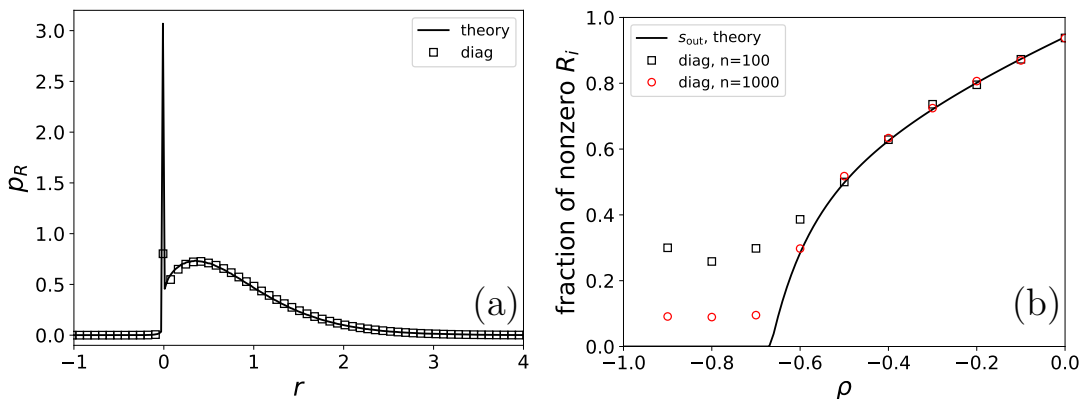 theory
diag
3.0
2.5
2.0
1.5
1.0
0.5
0.0
p_R
−1
0
1
2
3
4
r
(a)
s_out, theory
diag, n=100
diag, n=1000
1.0
0.8
0.6
0.4
0.2
0.0
fraction of nonzero R_i
−1.0
−0.8
−0.6
−0.4
−0.2
0.0
ρ
(b)